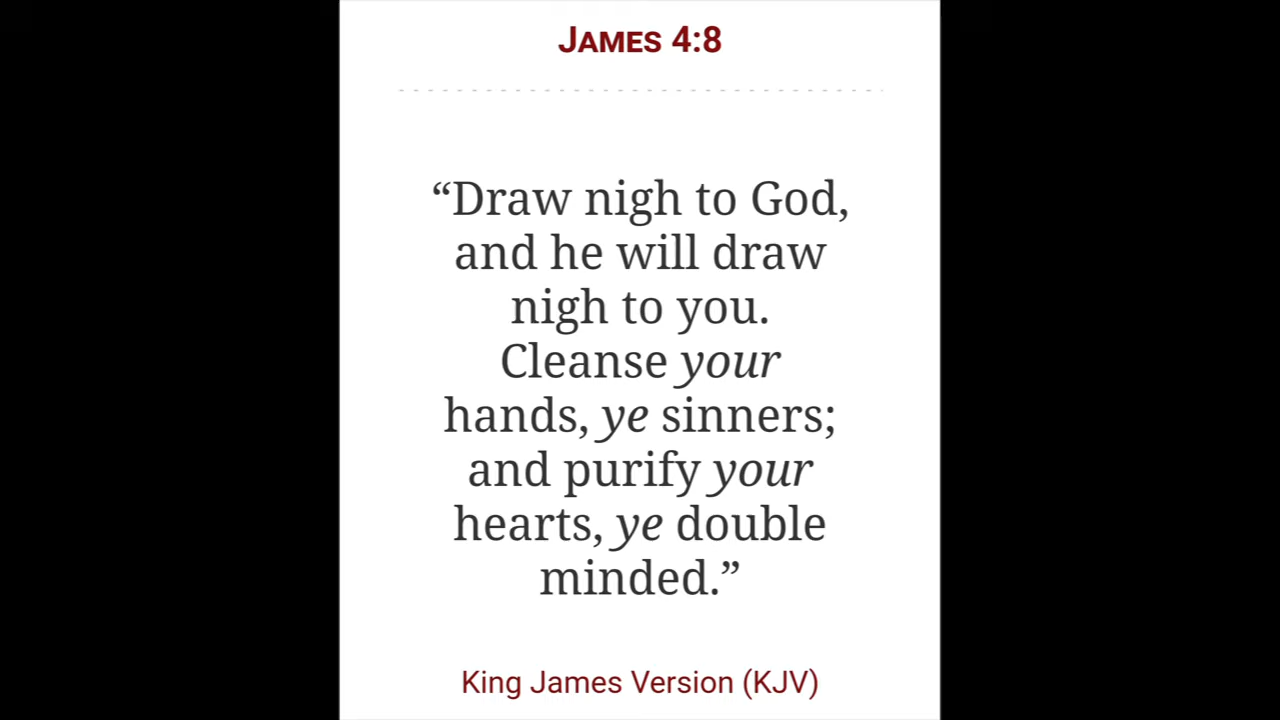 James 4:8
“Draw nigh to God,
and he will draw
nigh to you.
Cleanse your
hands, ye sinners;
and purify your
hearts, ye double
minded.”
King James Version (KJV)